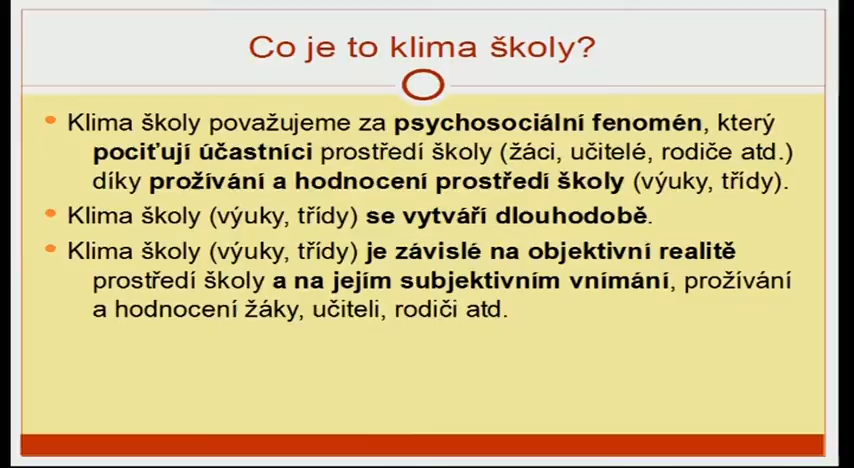 Co je to klima školy?
Klima školy považujeme za psychosociální fenomén, který
pociťují účastníci prostředí školy (žáci, učitelé, rodiče atd.)
díky prožívání a hodnocení prostředí školy (výuky, třídy).
Klima školy (výuky, třídy) se vytváří dlouhodobě.
Klima školy (výuky, třídy) je závislé na objektivní realitě
prostředí školy a na jejím subjektivním vnímání, prožívání
a hodnocení žáky, učiteli, rodiči atd.